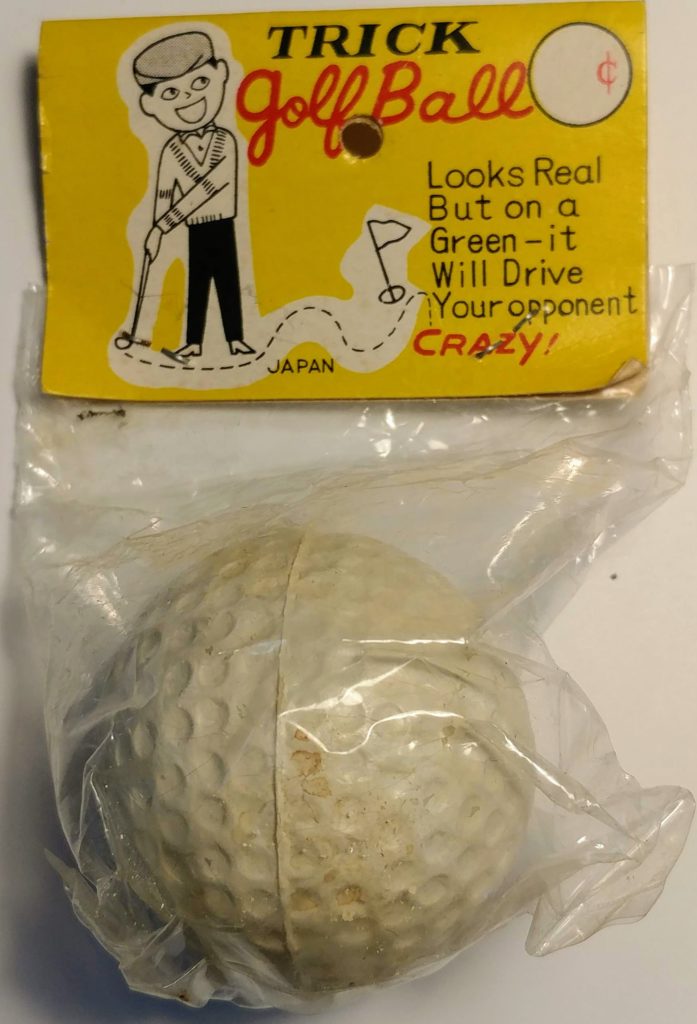 TRICK
Golf Ball
¢
Looks Real
But on a
Green-it
Will Drive
Your opponent
CRAZY!
JAPAN